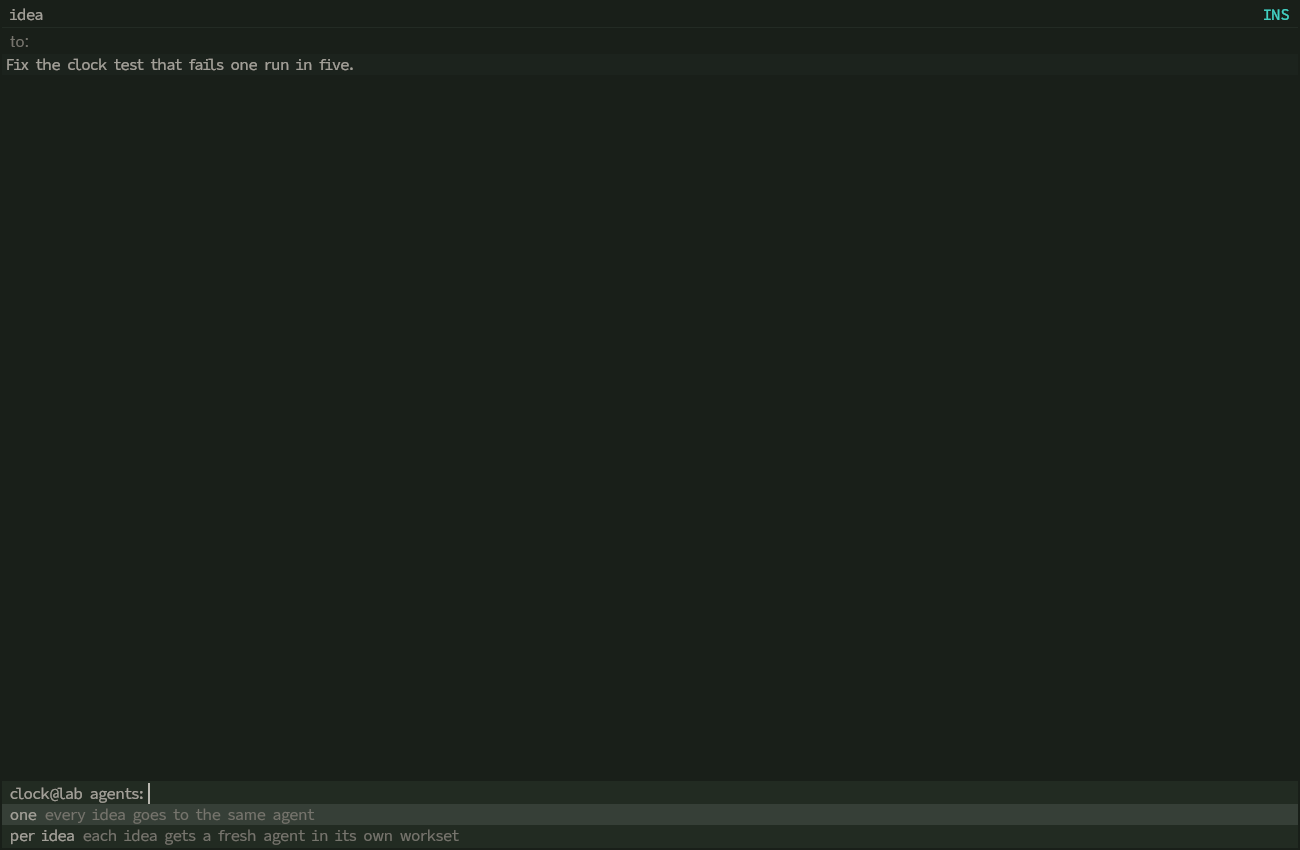 idea INS
to:
Fix the clock test that fails one run in five.
clock@lab agents:
one every idea goes to the same agent
per idea each idea gets a fresh agent in its own workset